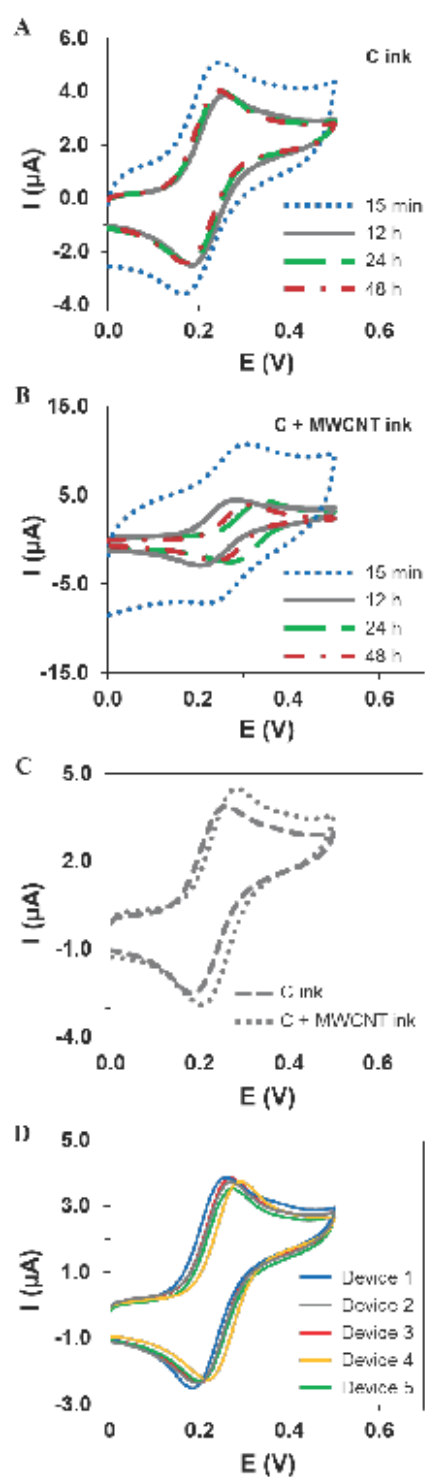 A
C ink
6.0
4.0
2.0
0.0
-2.0
-4.0
I (µA)
0.0 0.2 0.4 0.6
E (V)
15 min
12 h
24 h
48 h
B
C + MWCNT ink
15.0
5.0
-5.0
-15.0
I (µA)
0.0 0.2 0.4 0.6
E (V)
15 min
12 h
24 h
48 h
C
5.0
2.0
-1.0
-4.0
I (µA)
0.0 0.2 0.4 0.6
E (V)
C ink
C + MWCNT ink
D
5.0
3.0
1.0
-1.0
-3.0
I (µA)
0 0.2 0.4 0.6
E (V)
Device 1
Device 2
Device 3
Device 4
Device 5